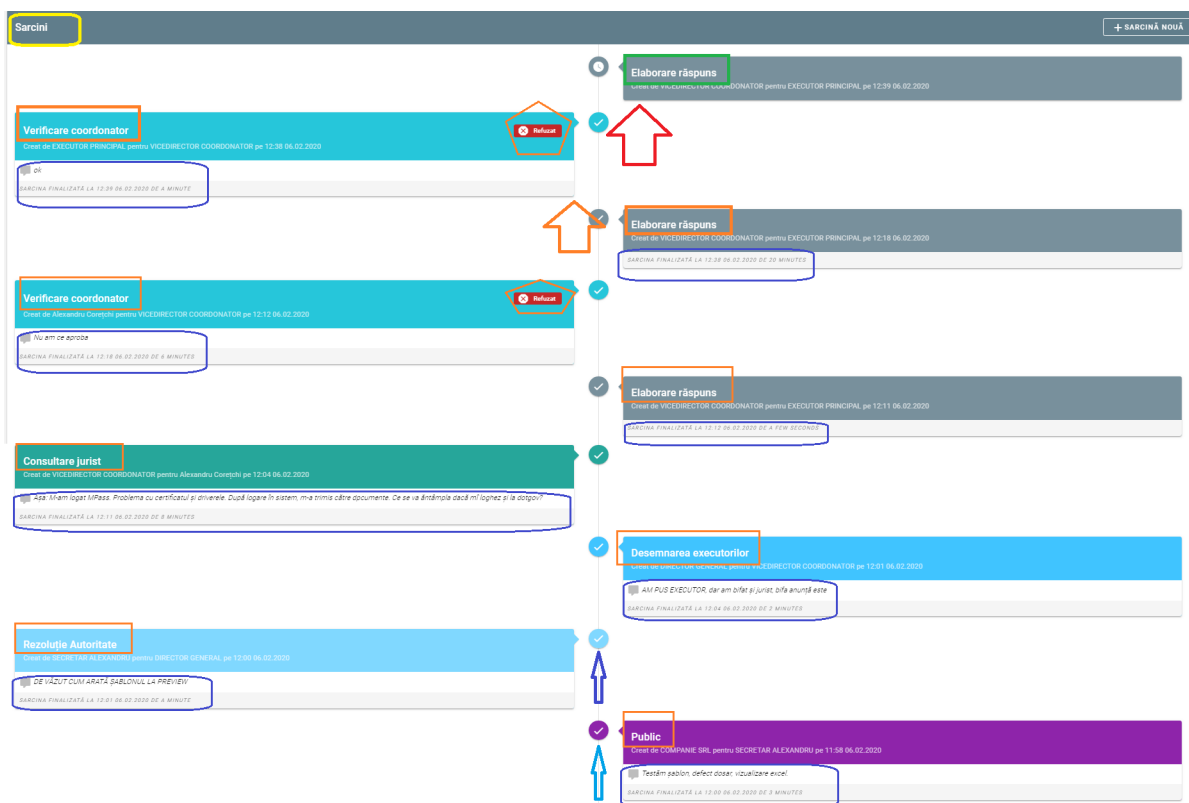 Sarcini
+ SARCINĂ NOUĂ
Elaborare răspuns
Creat de VICEDIRECTOR COORDONATOR pentru EXECUTOR PRINCIPAL pe 12:39 06.02.2020
Verificare coordonator
Refuzat
Creat de EXECUTOR PRINCIPAL pentru VICEDIRECTOR COORDONATOR pe 12:38 06.02.2020
ok
SARCINA FINALIZATĂ LA 12:39 06.02.2020 DE A MINUTE
Elaborare răspuns
Creat de VICEDIRECTOR COORDONATOR pentru EXECUTOR PRINCIPAL pe 12:18 06.02.2020
SARCINA FINALIZATĂ LA 12:38 06.02.2020 DE 20 MINUTES
Verificare coordonator
Refuzat
Creat de Alexandru Corețchi pentru VICEDIRECTOR COORDONATOR pe 12:12 06.02.2020
Nu am ce aproba
SARCINA FINALIZATĂ LA 12:18 06.02.2020 DE 6 MINUTES
Elaborare răspuns
Creat de VICEDIRECTOR COORDONATOR pentru EXECUTOR PRINCIPAL pe 12:11 06.02.2020
SARCINA FINALIZATĂ LA 12:12 06.02.2020 DE A FEW SECONDS
Consultare jurist
Creat de VICEDIRECTOR COORDONATOR pentru Alexandru Corețchi pe 12:04 06.02.2020
Așa: M-am logat MPass. Problema cu certificatul și driverele. După logare în sistem, m-a trimis către dpcumente. Ce se va ântâmpla dacă mî loghez și la dotgov?
SARCINA FINALIZATĂ LA 12:11 06.02.2020 DE 8 MINUTES
Desemnarea executorilor
Creat de DIRECTOR GENERAL pentru VICEDIRECTOR COORDONATOR pe 12:01 06.02.2020
AM PUS EXECUTOR, dar am bifat și jurist, bifa anunță este
SARCINA FINALIZATĂ LA 12:04 06.02.2020 DE 2 MINUTES
Rezoluție Autoritate
Creat de SECRETAR ALEXANDRU pentru DIRECTOR GENERAL pe 12:00 06.02.2020
DE VĂZUT CUM ARATĂ ȘABLONUL LA PREVIEW
SARCINA FINALIZATĂ LA 12:01 06.02.2020 DE A MINUTE
Public
Creat de COMPANIE SRL pentru SECRETAR ALEXANDRU pe 11:58 06.02.2020
Testăm șablon, defect dosar, vizualizare excel.
SARCINA FINALIZATĂ LA 12:00 06.02.2020 DE 3 MINUTES